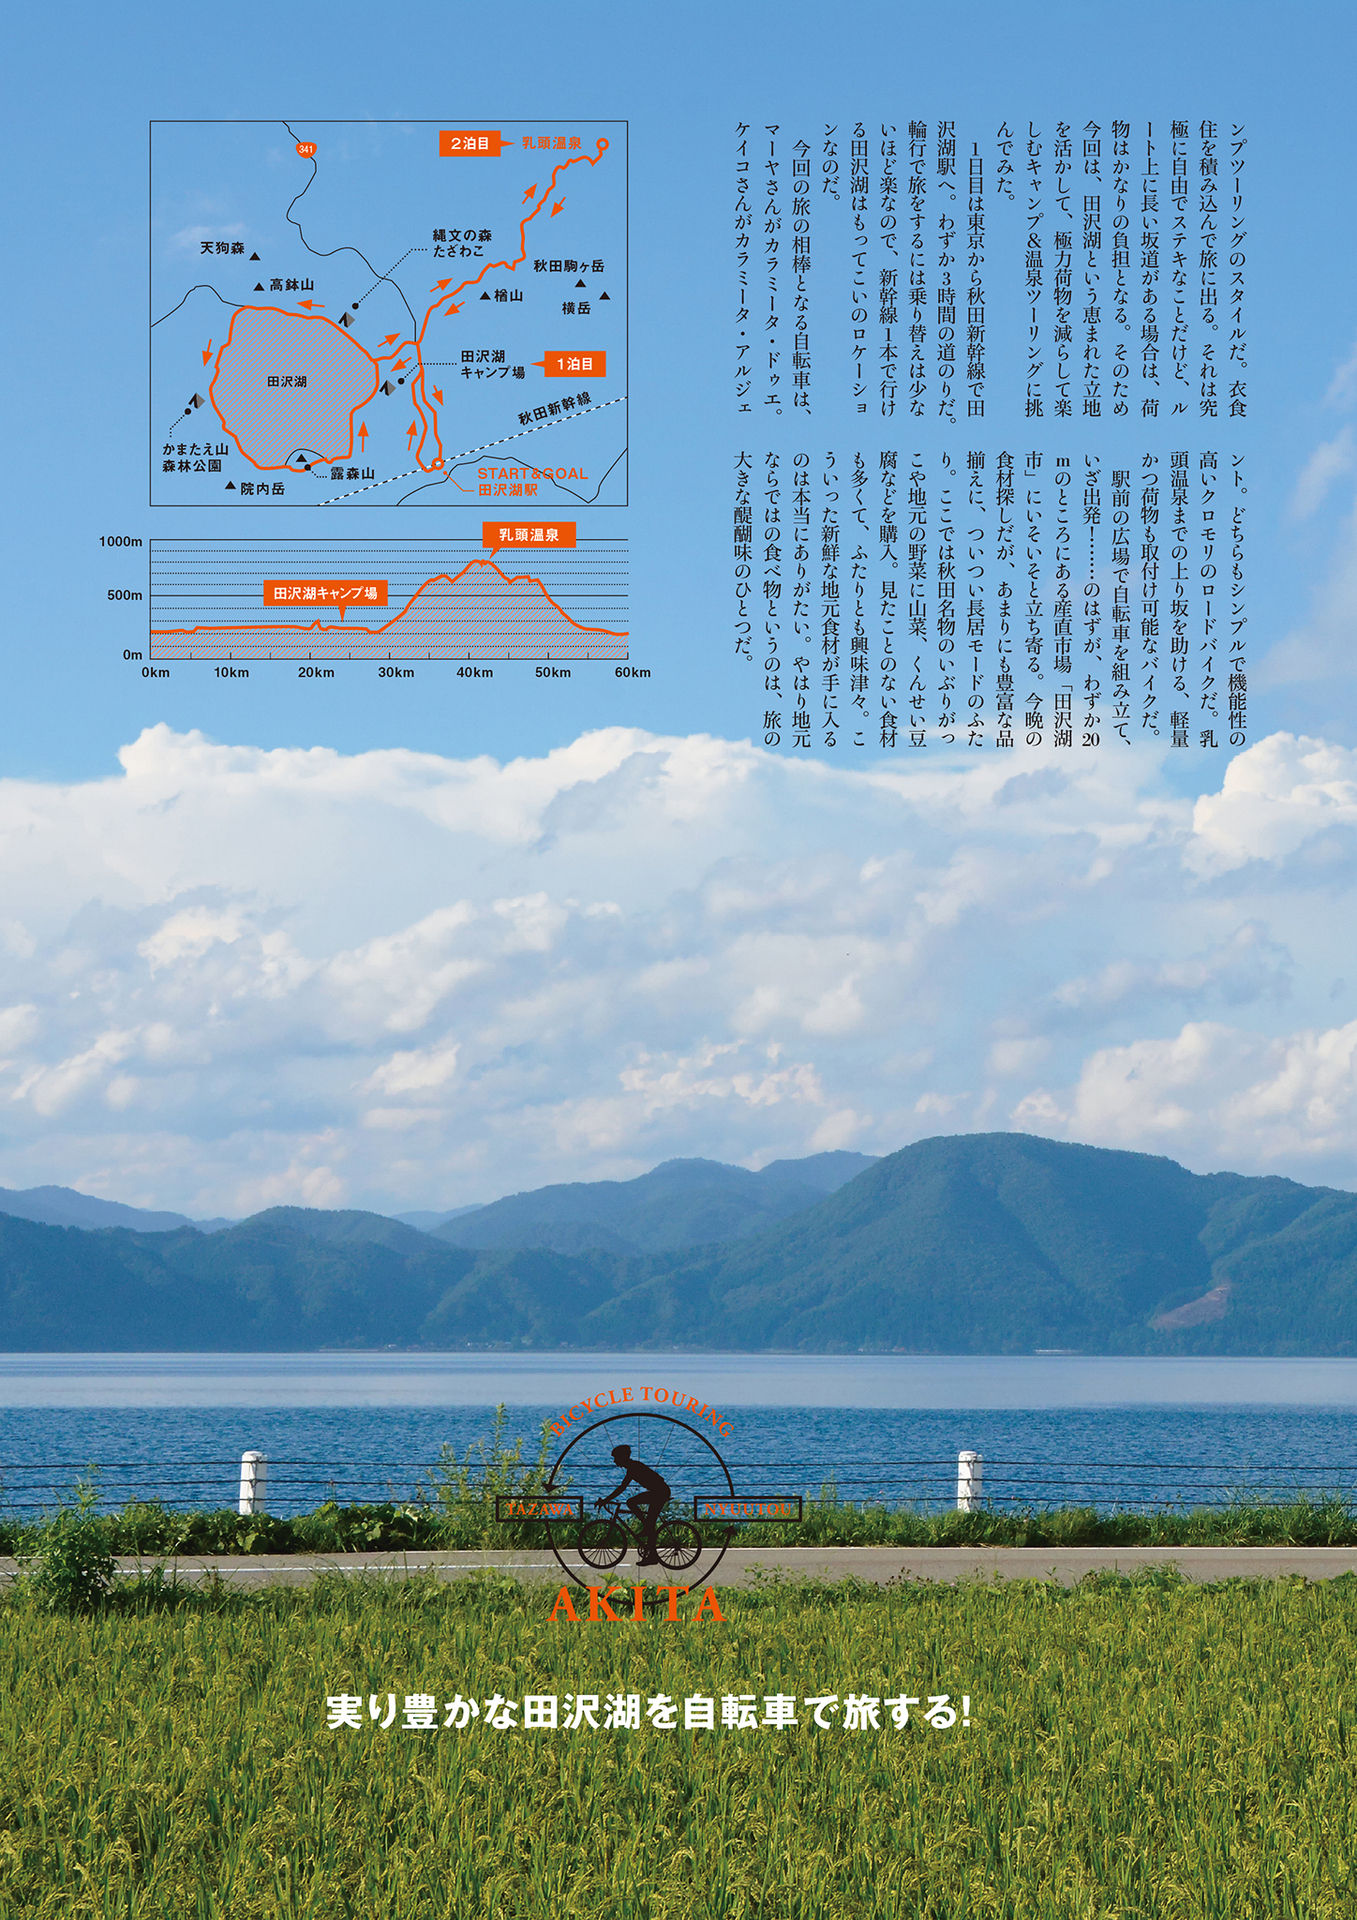 ンプツーリングのスタイルだ。衣食
住を積み込んで旅に出る。それは究
極に自由でステキなことだけど、ル
ート上に長い坂道がある場合は、荷
物はかなりの負担となる。そのため
今回は、田沢湖という恵まれた立地
を活かして、極力荷物を減らして楽
しむキャンプ&温泉ツーリングに挑
んでみた。
1日目は東京から秋田新幹線で田
沢湖駅へ。わずか3時間の道のりだ。
輪行で旅をするには乗り替えは少な
いほど楽なので、新幹線1本で行け
る田沢湖はもってこいのロケーショ
ンなのだ。
今回の旅の相棒となる自転車は、
マーヤさんがカラミータ・ドゥエ。
ケイコさんがカラミータ・アルジェ
ント。どちらもシンプルで機能性の
高いクロモリのロードバイクだ。乳
頭温泉までの上り坂を助ける、軽量
かつ荷物も取付け可能なバイクだ。
駅前の広場で自転車を組み立て、
いざ出発!……のはずが、わずか20
mのところにある産直市場「田沢湖
市」にいそいそと立ち寄る。今晩の
食材探しだが、あまりにも豊富な品
揃えに、ついつい長居モードのふた
り。ここでは秋田名物のいぶりがっ
こや地元の野菜に山菜、くんせい豆
腐などを購入。見たことのない食材
も多くて、ふたりとも興味津々。こ
ういった新鮮な地元食材が手に入る
のは本当にありがたい。やはり地元
ならではの食べ物というのは、旅の
大きな醍醐味のひとつだ。
341
2泊目
乳頭温泉
縄文の森
たざわこ
天狗森
高鉢山
秋田駒ヶ岳
檜山
横岳
田沢湖
キャンプ場
1泊目
田沢湖
秋田新幹線
かまたえ山
森林公園
露森山
院内岳
START&GOAL
田沢湖駅
1000m
500m
0m
乳頭温泉
田沢湖キャンプ場
0km
10km
20km
30km
40km
50km
60km
BICYCLE TOURING
TAZAWA
NYUUTOU
AKITA
実り豊かな田沢湖を自転車で旅する!